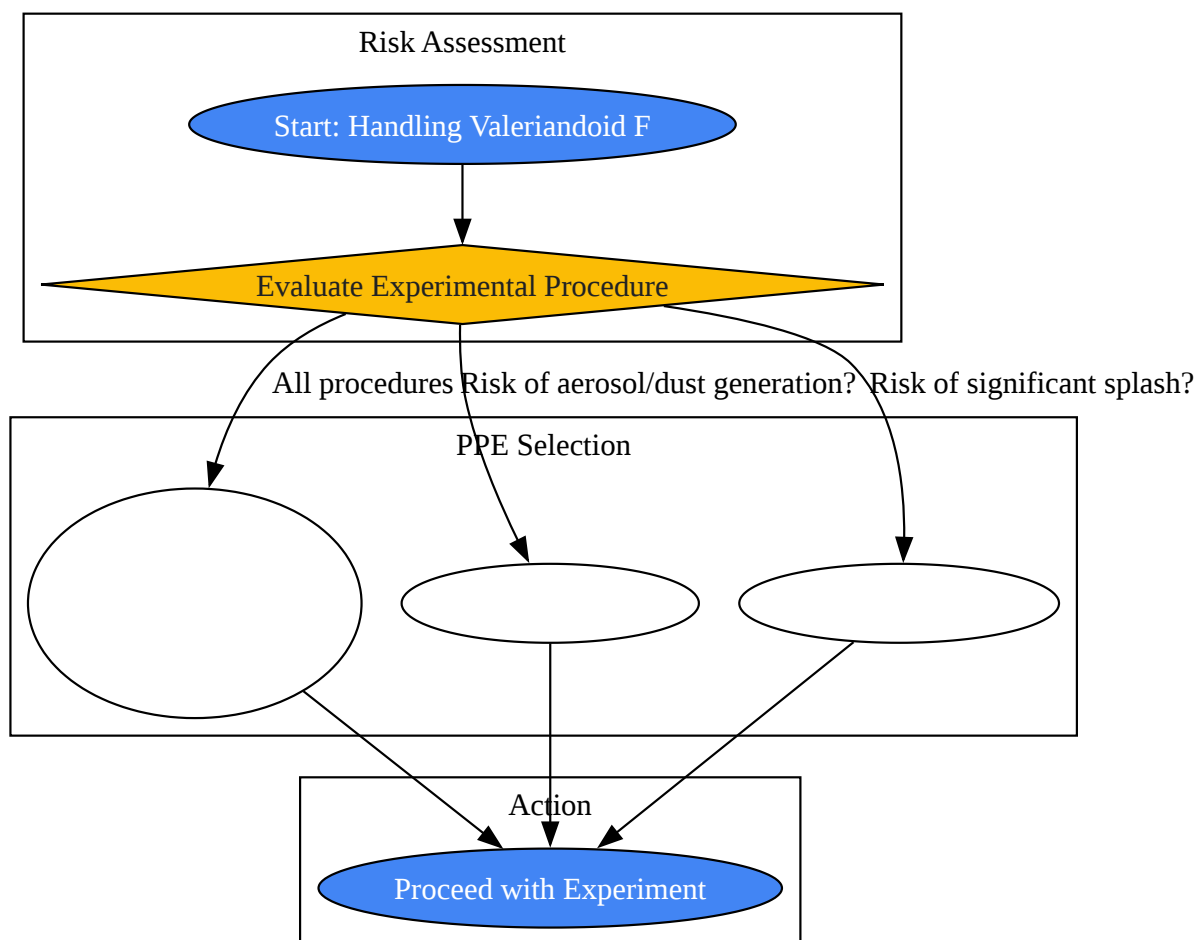 Risk Assessment
Start: Handling Valeriandoid F
Evaluate Experimental Procedure
All procedures
Risk of aerosol/dust generation?
Risk of significant splash?
PPE Selection
Action
Proceed with Experiment